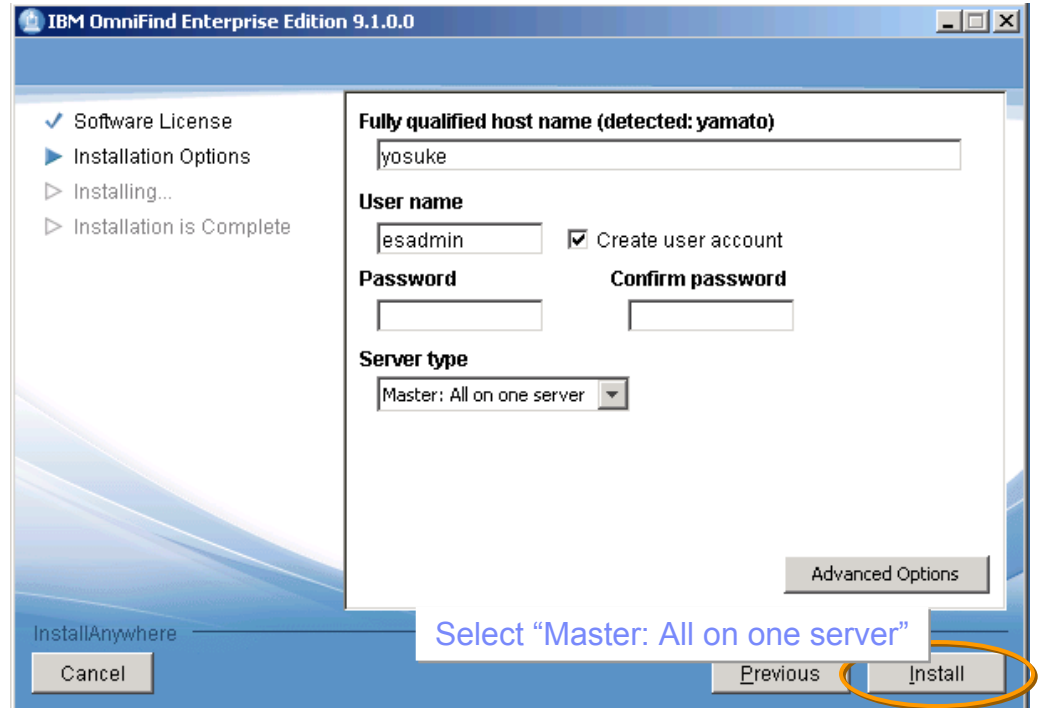 IBM OmniFind Enterprise Edition 9.1.0.0
Software License
Installation Options
Installing...
Installation is Complete
Fully qualified host name (detected: yamato)
yosuke
User name
esadmin
Create user account
Password Confirm password
Server type
Master: All on one server
Advanced Options
InstallAnywhere
Select “Master: All on one server”
Cancel Previous Install